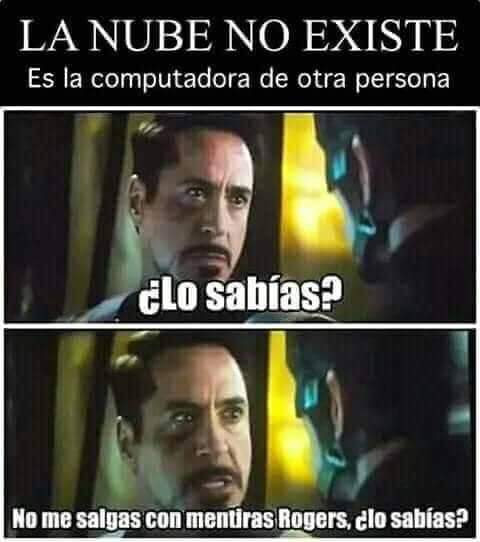 LA NUBE NO EXISTE
Es la computadora de otra persona
¿Lo sabías?
No me salgas con mentiras Rogers, ¿lo sabías?